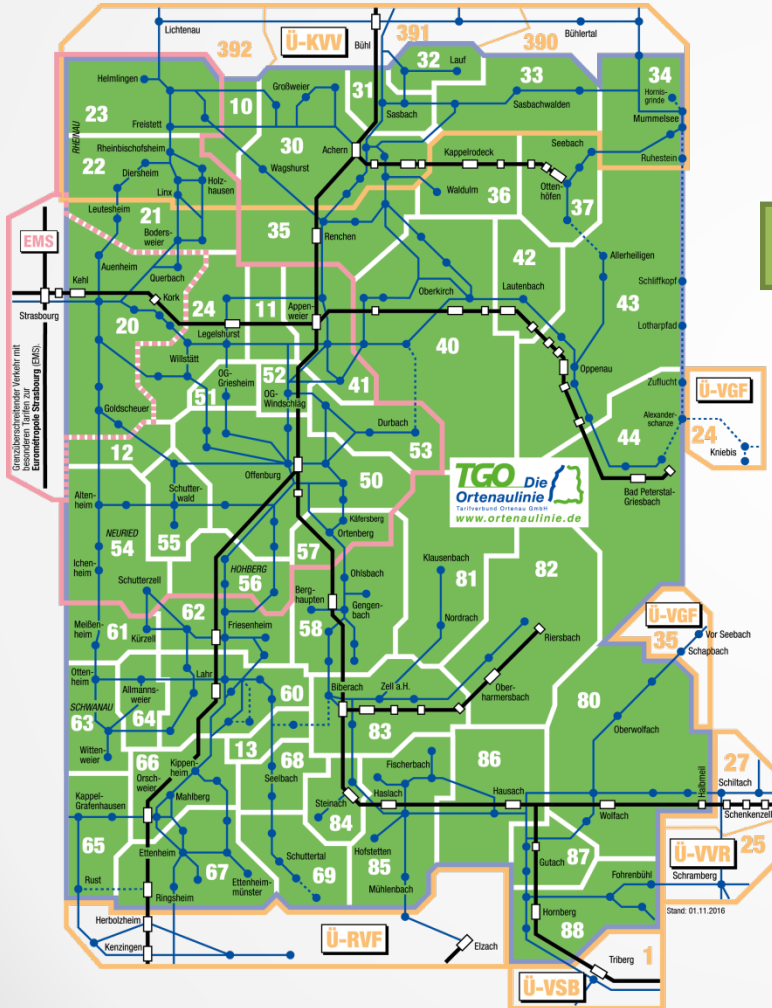 Lichtenau
392
Ü-KVV
Bühl
391
390
Bühlertal
Helmlingen
23
10
Großweier
31
32
Lauf
33
34
Hornis-
grinde
Mummelsee
Sasbach
Sasbachwalden
RHEINAU
Freistett
30
Achern
Kappelrodeck
Seebach
Ruhestein
22
Rheinbischofsheim
Diersheim
Holz-
hausen
Wagshurst
Waldulm
36
Otten-
höfen
37
Linx
21
Leutesheim
Boders-
weier
35
Renchen
EMS
Auenheim
Querbach
42
Allerheiligen
Kehl
Kork
24
11
Oberkirch
Lautenbach
43
Schliffkopf
Strasbourg
20
Legelshurst
Appen-
weier
40
Lotharpfad
Willstätt
Oppenau
Grenzüberschreitender Verkehr mit
besonderen Tarifen zur
Eurométropole Strasbourg (EMS).
OG-
Griesheim
52
OG-
Windschläg
41
51
Zuflucht
Ü-VGF
Goldscheuer
Durbach
53
44
Alexander-
schanze
24
Kniebis
12
Offenburg
50
TGO Die
Ortenaulinie
Tarifverbund Ortenau GmbH
www.ortenaulinie.de
Bad Peterstal-
Griesbach
Alten-
heim
Schutter-
wald
Käfersberg
Ortenberg
NEURIED
54
55
HOHBERG
56
57
Ohlsbach
Klausenbach
81
82
Ichen-
heim
Schutterzell
Berg-
haupten
58
Gengen-
bach
Nordrach
61
Kürzell
62
Friesenheim
Meißen-
heim
Riersbach
Ü-VGF
35
Vor Seebach
Schapbach
Otten-
heim
Allmanns-
weier
Lahr
60
Biberach
Zell a.H.
Ober-
harmersbach
80
SCHWANAU
63
64
83
Oberwolfach
Witten-
weier
66
13
68
86
Orsch-
weier
Kippen-
heim
Seelbach
Fischerbach
27
Schiltach
Kappel-
Grafenhausen
Mahlberg
Steinach
84
Haslach
Hausach
Halbmeil
Schenkenzell
Wolfach
65
Ettenheim
67
Schuttertal
Hofstetten
85
Gutach
87
Ü-VVR
25
Rust
Ringsheim
Ettenheim-
münster
69
Mühlenbach
Fohrenbühl
Schramberg
Herbolzheim
Hornberg
88
Stand: 01.11.2016
Kenzingen
Ü-RVF
Elzach
Triberg
1
Ü-VSB